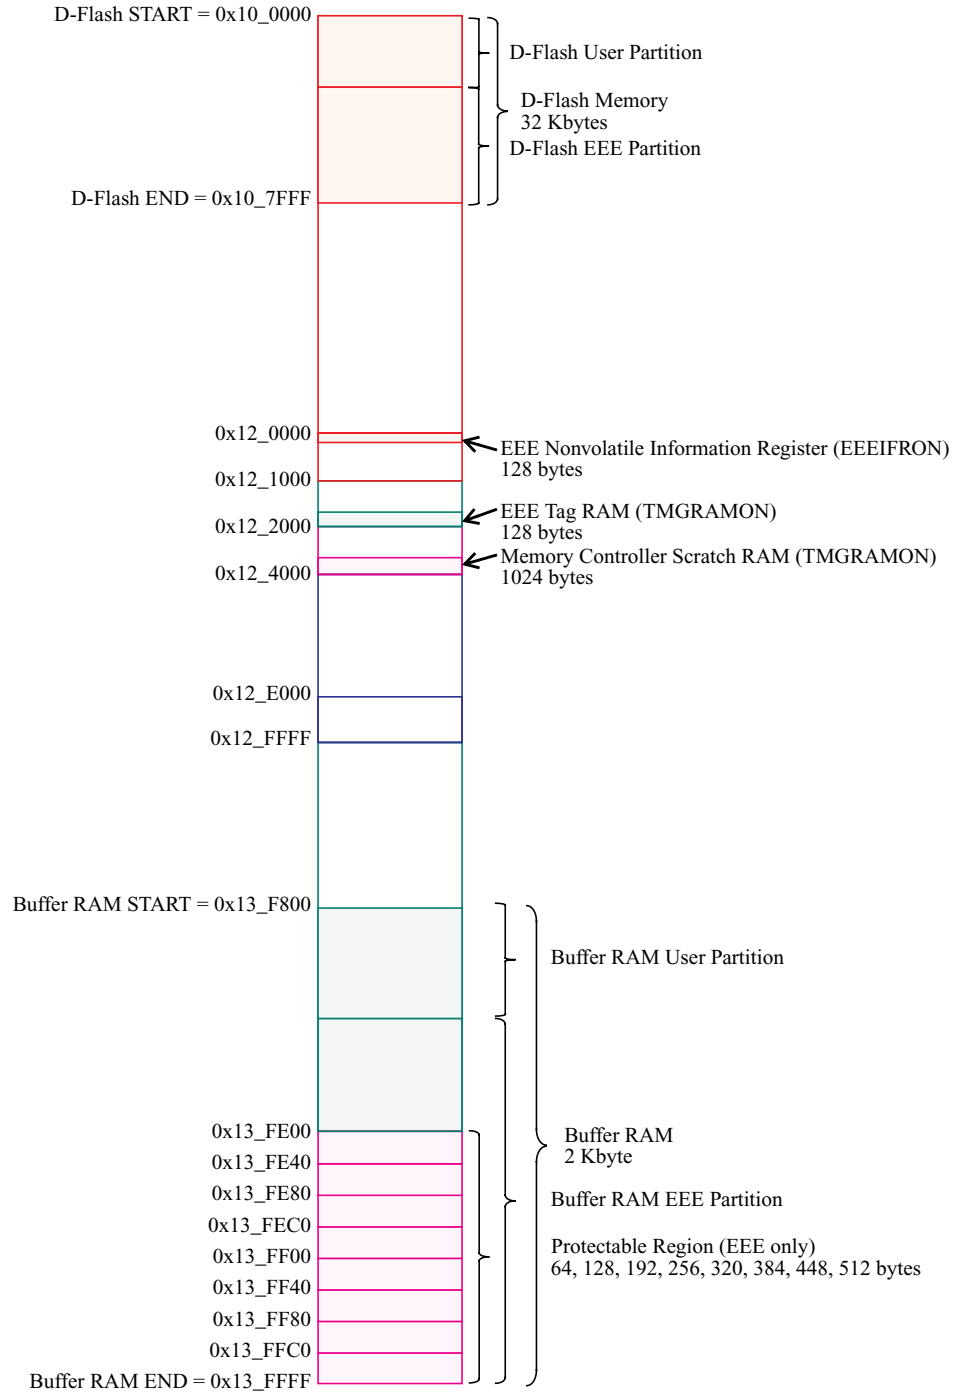 D-Flash START = 0x10_0000
D-Flash User Partition
D-Flash Memory
32 Kbytes
D-Flash EEE Partition
D-Flash END = 0x10_7FFF
0x12_0000
EEE Nonvolatile Information Register (EEEIFRON)
128 bytes
0x12_1000
EEE Tag RAM (TMGRAMON)
128 bytes
0x12_2000
Memory Controller Scratch RAM (TMGRAMON)
1024 bytes
0x12_4000
0x12_E000
0x12_FFFF
Buffer RAM START = 0x13_F800
Buffer RAM User Partition
0x13_FE00
Buffer RAM
2 Kbyte
0x13_FE40
0x13_FE80
Buffer RAM EEE Partition
0x13_FEC0
0x13_FF00
Protectable Region (EEE only)
64, 128, 192, 256, 320, 384, 448, 512 bytes
0x13_FF40
0x13_FF80
0x13_FFC0
Buffer RAM END = 0x13_FFFF